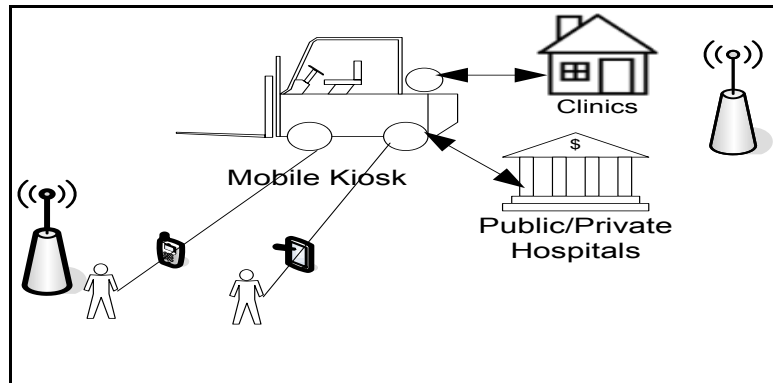 Clinics
$
Mobile Kiosk
Public/Private
Hospitals